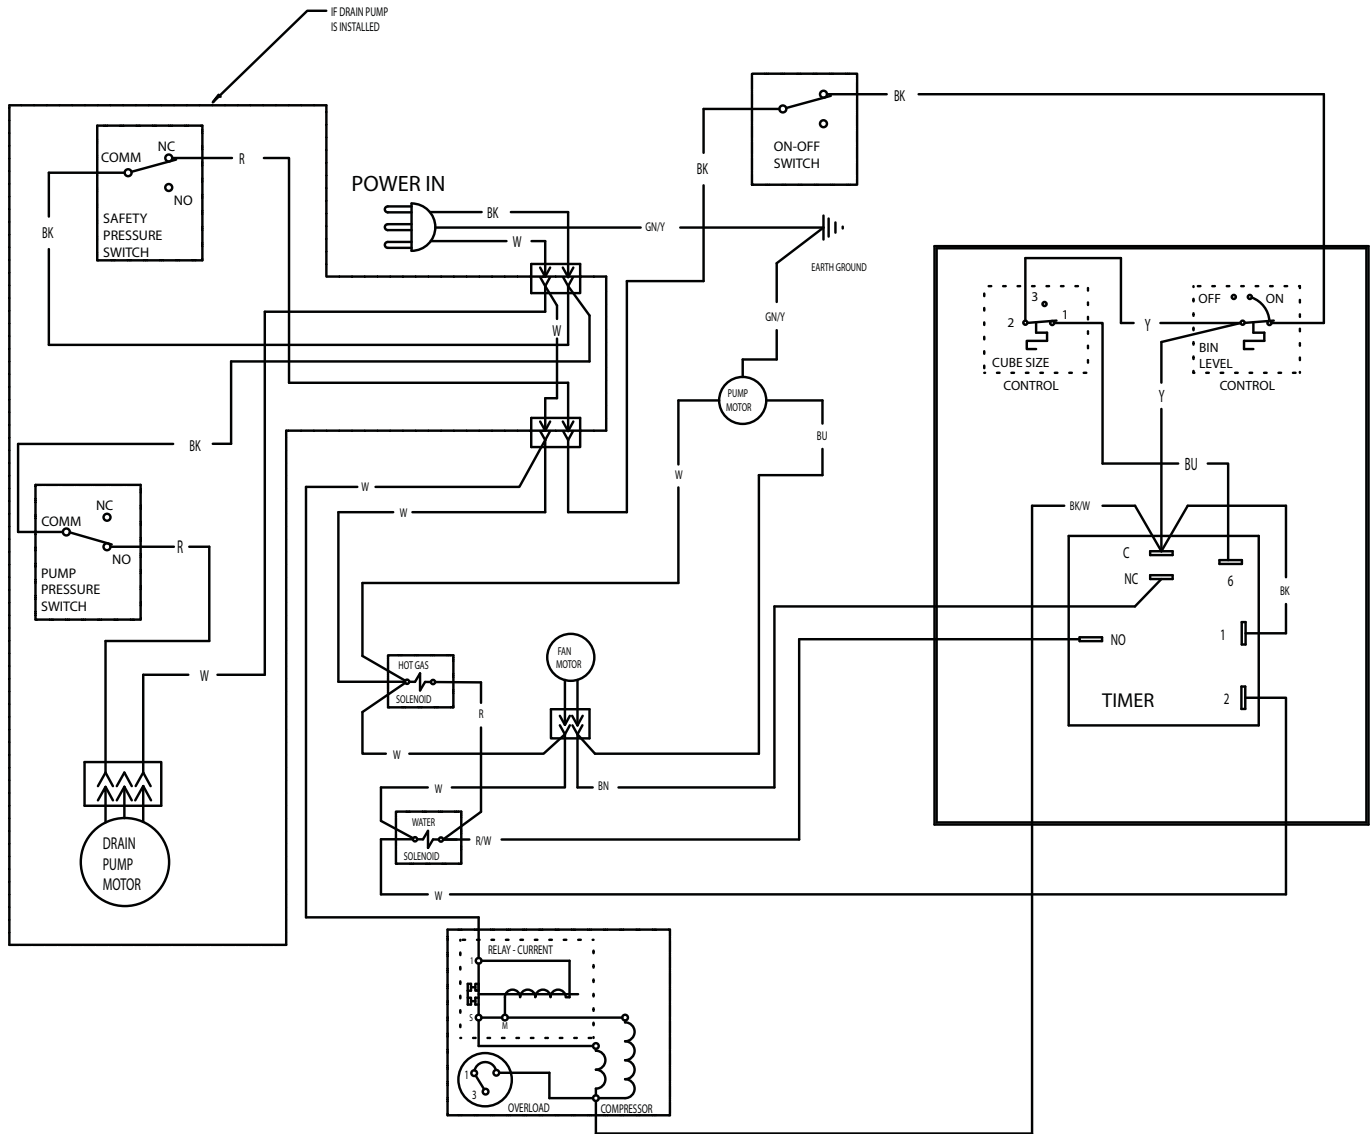 IF DRAIN PUMP
IS INSTALLED
COMM
NC
NO
SAFETY
PRESSURE
SWITCH
R
BK
POWER IN
BK
W
GN/Y
EARTH GROUND
GN/Y
BK
ON-OFF
SWITCH
BK
3
2
1
CUBE SIZE
CONTROL
Y
OFF
ON
BIN
LEVEL
CONTROL
Y
W
BK
W
W
PUMP
MOTOR
W
BU
BU
BK/W
BK
NC
COMM
NO
PUMP
PRESSURE
SWITCH
R
W
C
NC
6
NO
1
2
TIMER
HOT GAS
SOLENOID
R
FAN
MOTOR
W
W
BN
WATER
SOLENOID
R/W
W
DRAIN
PUMP
MOTOR
RELAY - CURRENT
1
S
M
1
3
OVERLOAD
COMPRESSOR